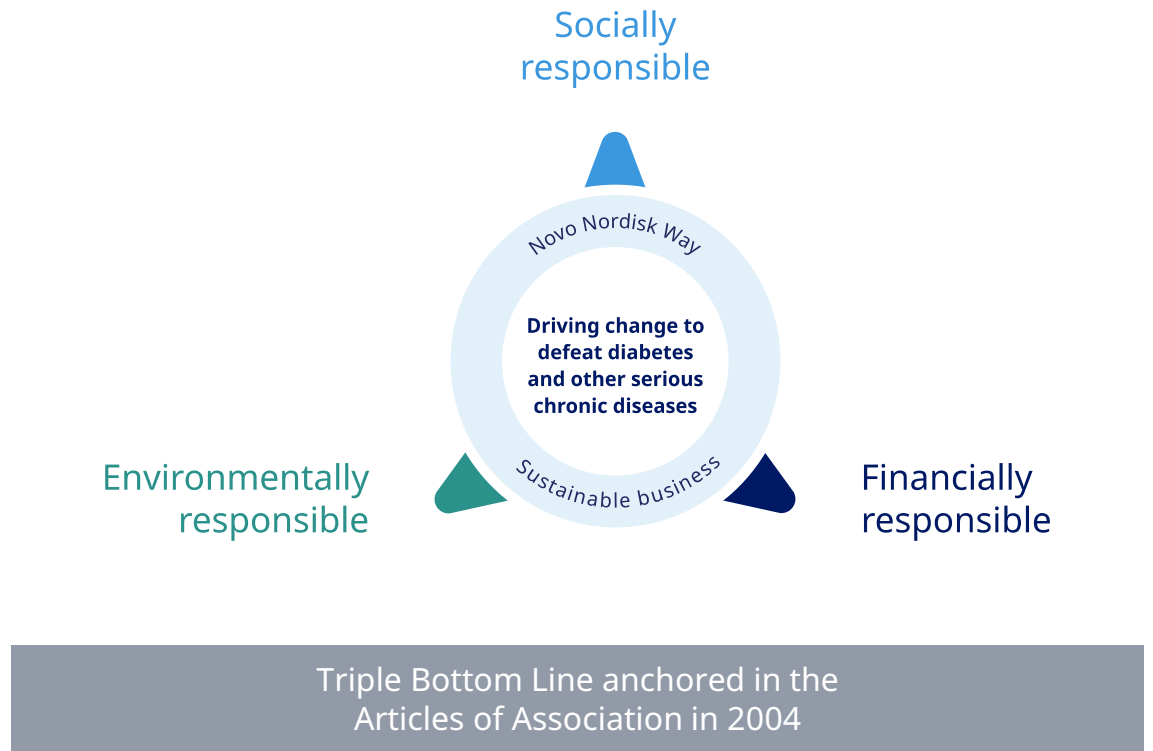 Socially
responsible
Novo Nordisk Way
Driving change to
defeat diabetes
and other serious
chronic diseases
Sustainable business
Environmentally
responsible
Financially
responsible
Triple Bottom Line anchored in the
Articles of Association in 2004